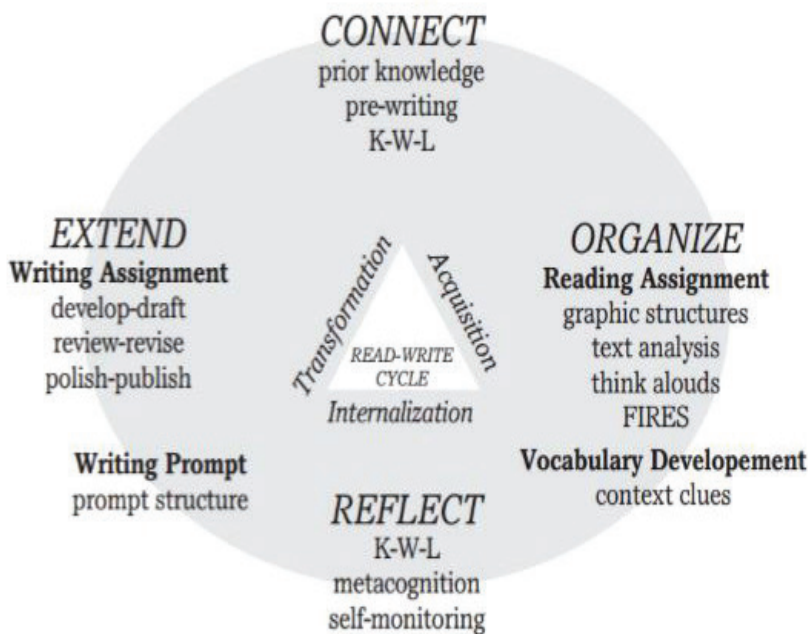 CONNECT
prior knowledge
pre-writing
K-W-L
EXTEND
Writing Assignment
develop-draft
review-revise
polish-publish
Writing Prompt
prompt structure
Transformation
Acquisition
READ-WRITE
CYCLE
Internalization
ORGANIZE
Reading Assignment
graphic structures
text analysis
think alouds
FIRES
Vocabulary Developement
context clues
REFLECT
K-W-L
metacognition
self-monitoring